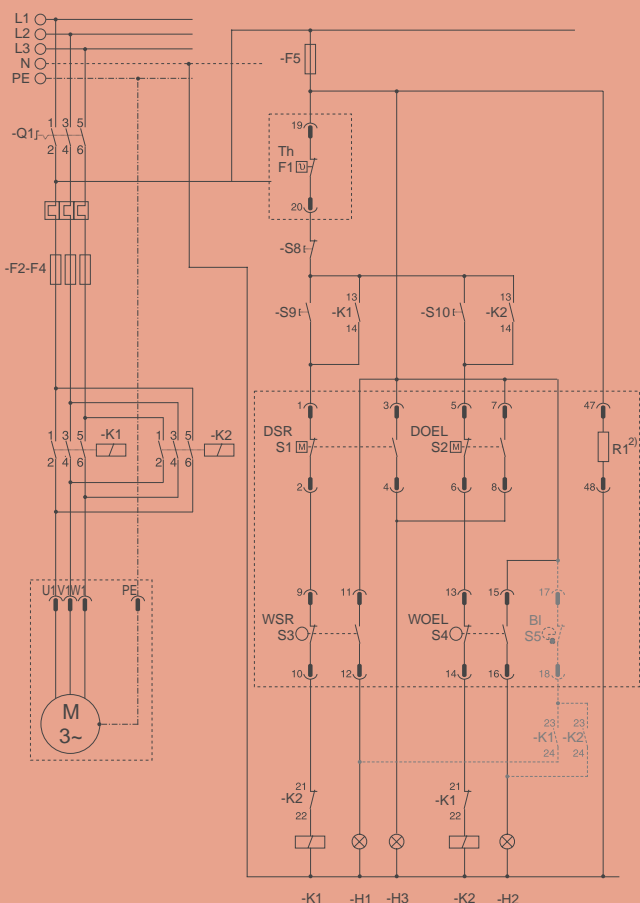 L1
L2
L3
N
PE
-F5
1 3 5
-Q1
2 4 6
19
Th
F1
20
-S8
-F2-F4
13 13
-S9 -K1 -S10 -K2
14 14
1 3 5 7 47
DSR DOEL
S1 M S2 M R1²⁾
2 4 6 8 48
1 3 5 -K1 1 3 5 -K2
2 4 6 2 4 6
U1 V1 W1 PE
9 11 13 15 17
WSR WOEL BI
S3 S4 S5
10 12 14 16 18
M
3~
23 23
-K1 -K2
24 24
21 21
-K2 -K1
22 22
-K1 -H1 -H3 -K2 -H2